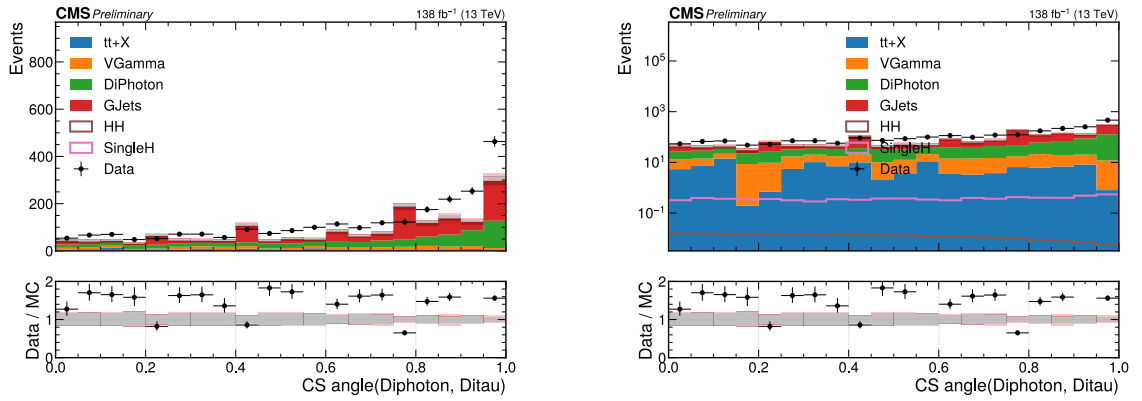 CMS Preliminary 138 fb⁻¹ (13 TeV)
Events
800
600
400
200
0
tt+X
VGamma
DiPhoton
GJets
HH
SingleH
Data
Data / MC
2
1
0
0.0 0.2 0.4 0.6 0.8 1.0
CS angle(Diphoton, Ditau)
CMS Preliminary 138 fb⁻¹ (13 TeV)
Events
10⁵
10³
10¹
10⁻¹
tt+X
VGamma
DiPhoton
GJets
HH
SingleH
Data
Data / MC
2
1
0
0.0 0.2 0.4 0.6 0.8 1.0
CS angle(Diphoton, Ditau)